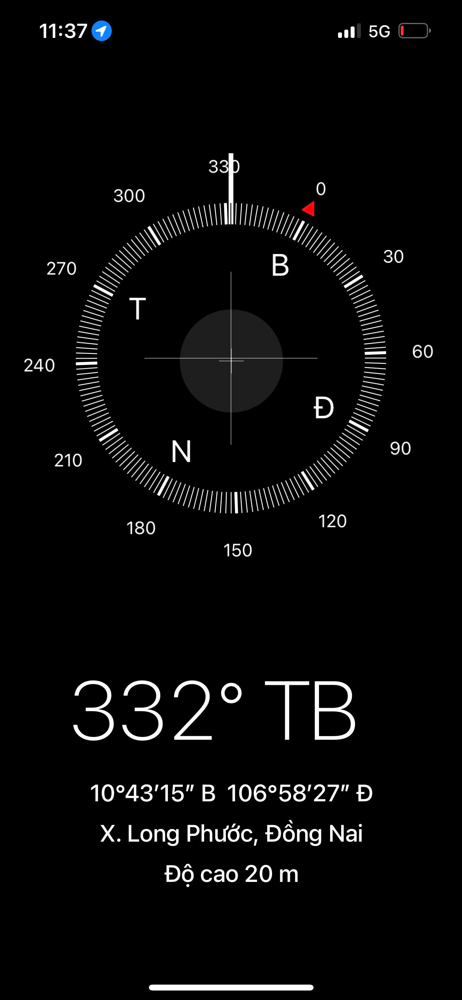 11:37 5G
330
0
300
30
B
270
T
60
240
Đ
90
N
210
120
180
150
332° TB
10°43′15″ B 106°58′27″ Đ
X. Long Phước, Đồng Nai
Độ cao 20 m